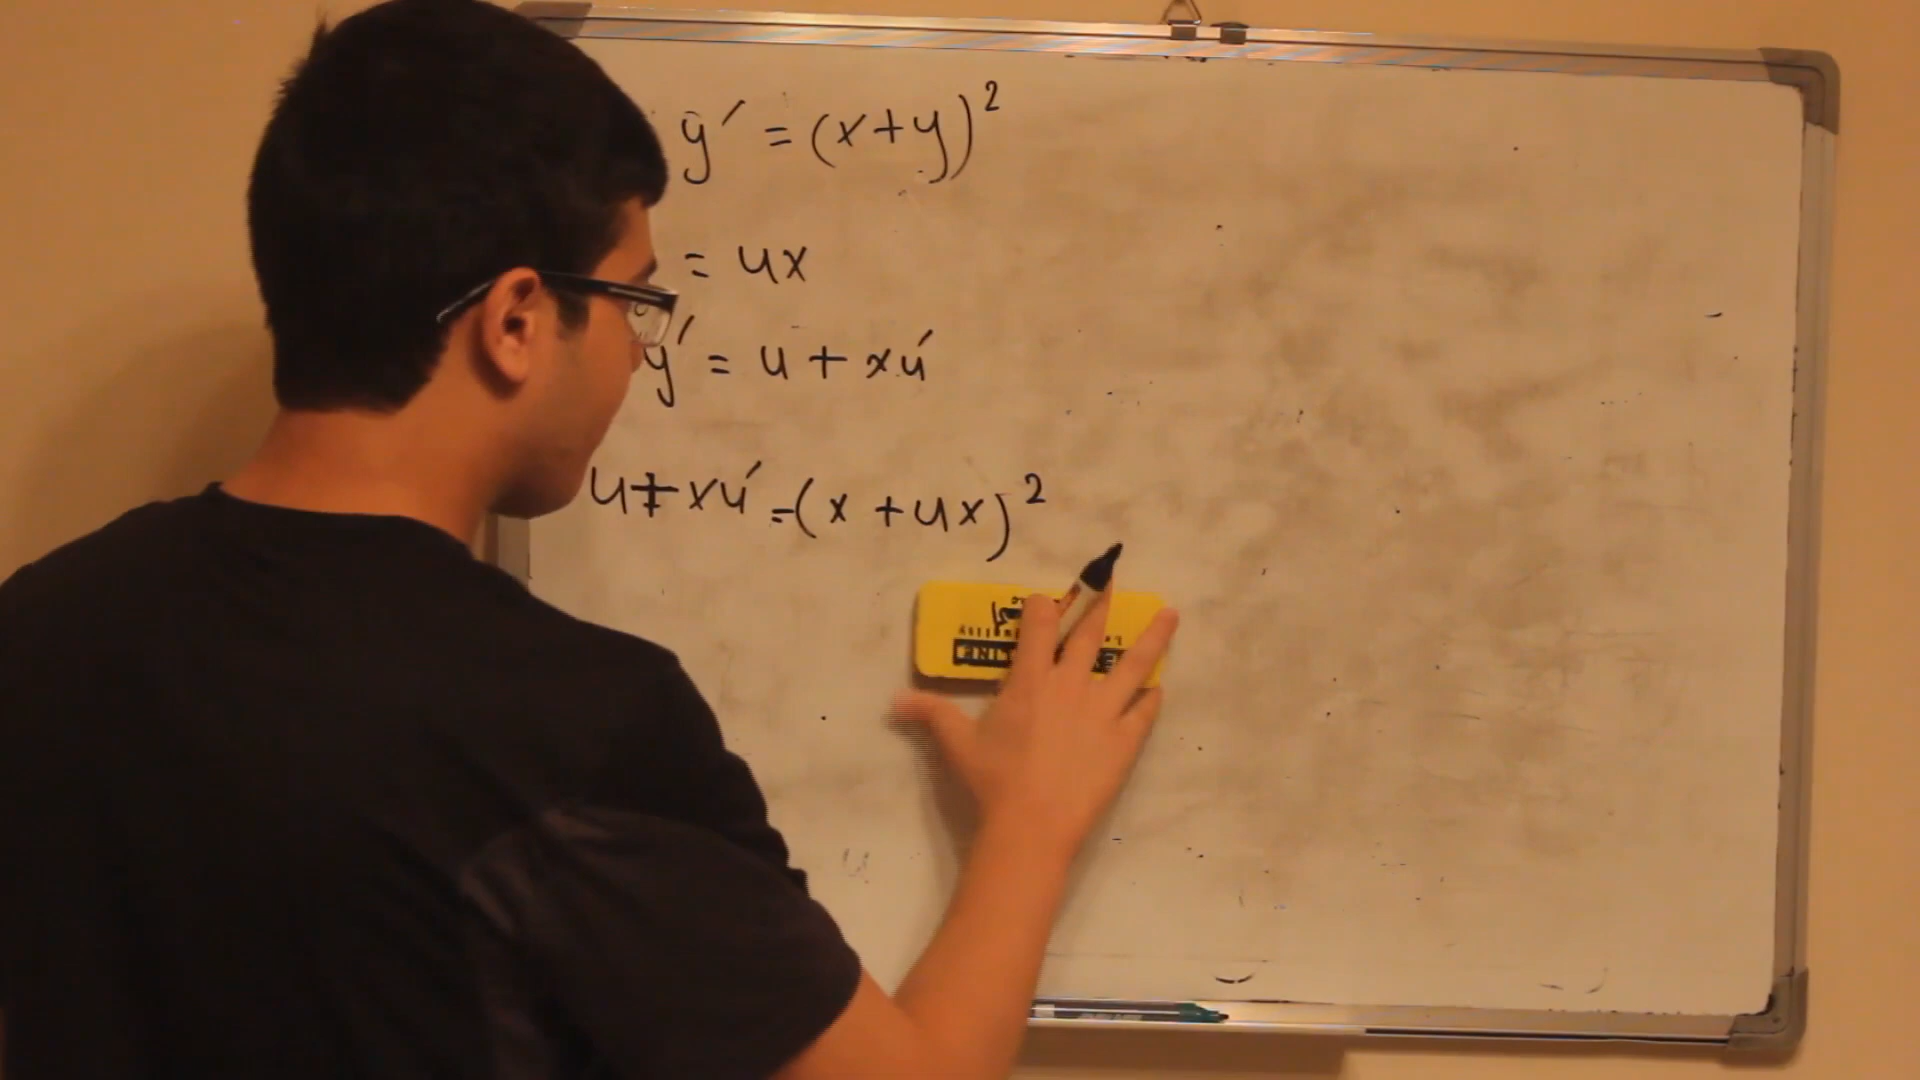 y′ = (x+y)²
= ux
y′ = u + xu′
u+xu′=(x+ux)²